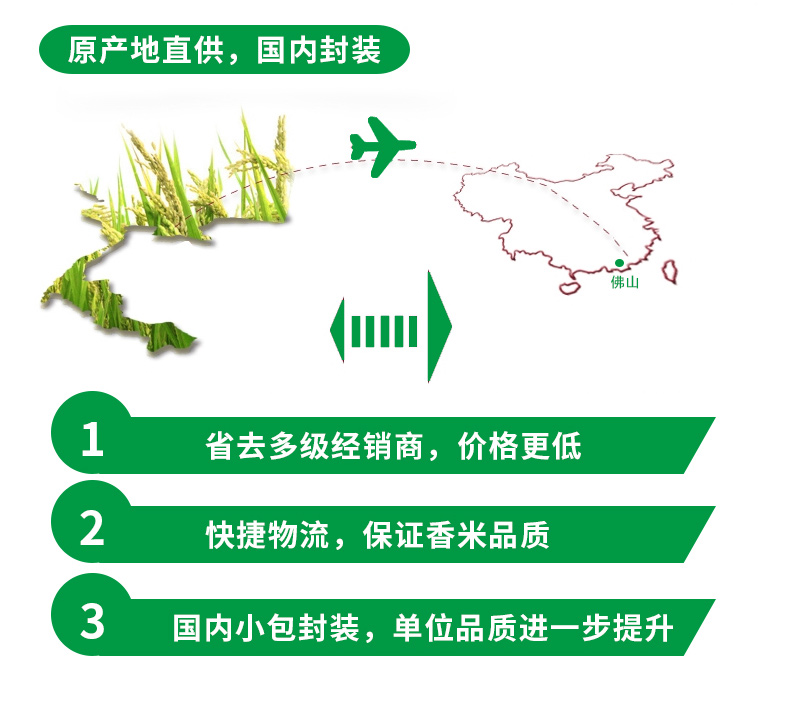 原产地直供，国内封装
佛山
1
省去多级经销商，价格更低
2
快捷物流，保证香米品质
3
国内小包封装，单位品质进一步提升